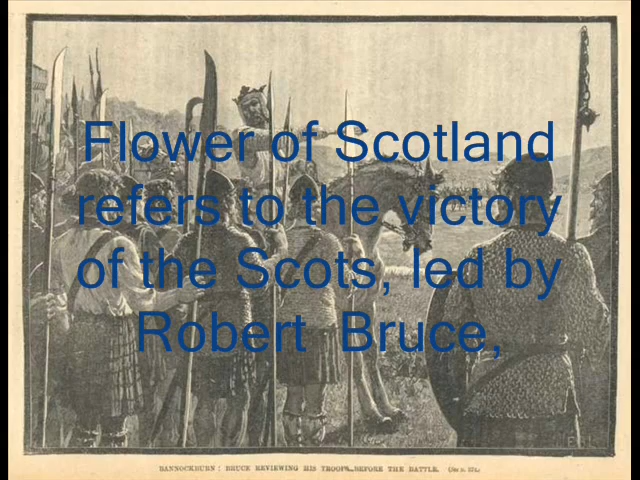 Flower of Scotland
refers to the victory
of the Scots, led by
Robert Bruce,
BANNOCKBURN: BRUCE REVIEWING HIS TROOPS BEFORE THE BATTLE.